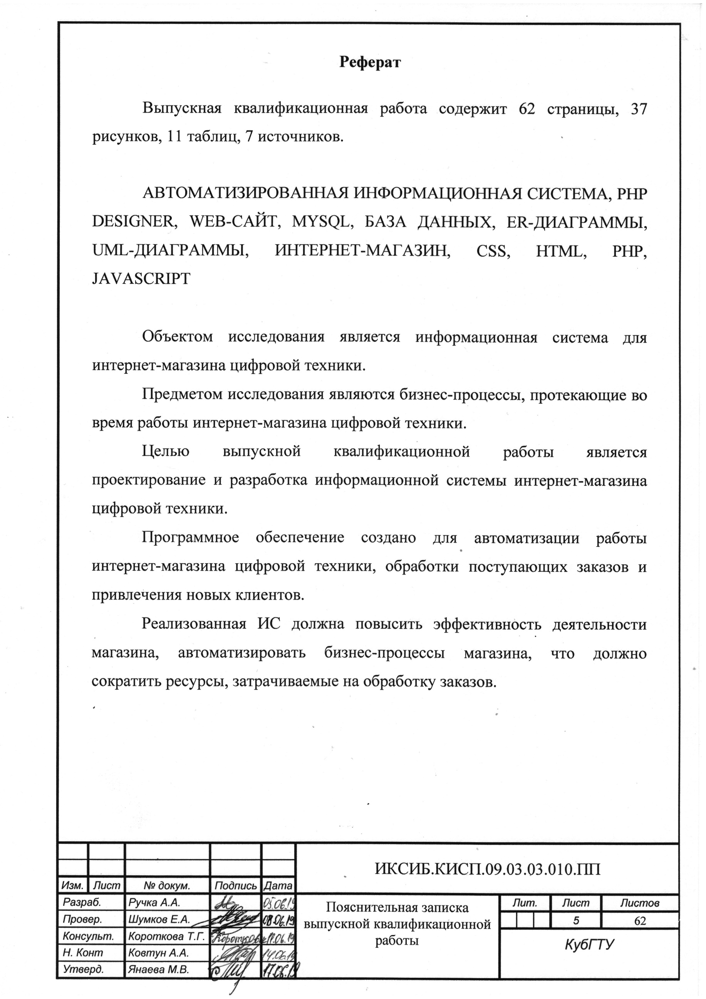 Реферат
Выпускная квалификационная работа содержит 62 страницы, 37
рисунков, 11 таблиц, 7 источников.
АВТОМАТИЗИРОВАННАЯ ИНФОРМАЦИОННАЯ СИСТЕМА, PHP
DESIGNER, WEB-САЙТ, MYSQL, БАЗА ДАННЫХ, ER-ДИАГРАММЫ,
UML-ДИАГРАММЫ, ИНТЕРНЕТ-МАГАЗИН, CSS, HTML, PHP,
JAVASCRIPT
Объектом исследования является информационная система для
интернет-магазина цифровой техники.
Предметом исследования являются бизнес-процессы, протекающие во
время работы интернет-магазина цифровой техники.
Целью выпускной квалификационной работы является
проектирование и разработка информационной системы интернет-магазина
цифровой техники.
Программное обеспечение создано для автоматизации работы
интернет-магазина цифровой техники, обработки поступающих заказов и
привлечения новых клиентов.
Реализованная ИС должна повысить эффективность деятельности
магазина, автоматизировать бизнес-процессы магазина, что должно
сократить ресурсы, затрачиваемые на обработку заказов.
ИКСИБ.КИСП.09.03.03.010.ПП
Изм. Лист № докум. Подпись Дата
Разраб. Ручка А.А. 05.06.19
Провер. Шумков Е.А. 08.06.19
Консульт. Короткова Т.Г. 11.06.19
Н. Конт Ковтун А.А. 14.06.19
Утверд. Янаева М.В. 17.06.19
Пояснительная записка
выпускной квалификационной
работы
Лит. Лист Листов
5 62
КубГТУ